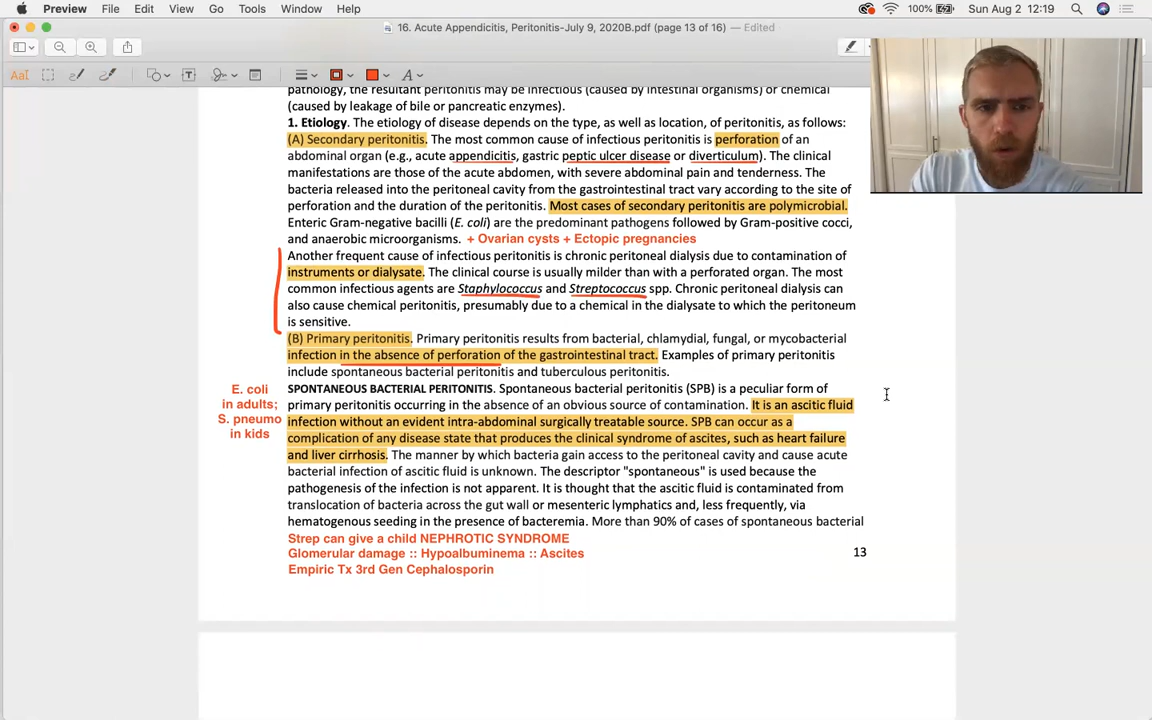 Preview File Edit View Go Tools Window Help 100% Sun Aug 2 12:19
16. Acute Appendicitis, Peritonitis-July 9, 2020B.pdf (page 13 of 16) — Edited
pathology, the resultant peritonitis may be infectious (caused by intestinal organisms) or chemical
(caused by leakage of bile or pancreatic enzymes).
1. Etiology. The etiology of disease depends on the type, as well as location, of peritonitis, as follows:
(A) Secondary peritonitis. The most common cause of infectious peritonitis is perforation of an
abdominal organ (e.g., acute appendicitis, gastric peptic ulcer disease or diverticulum). The clinical
manifestations are those of the acute abdomen, with severe abdominal pain and tenderness. The
bacteria released into the peritoneal cavity from the gastrointestinal tract vary according to the site of
perforation and the duration of the peritonitis. Most cases of secondary peritonitis are polymicrobial.
Enteric Gram-negative bacilli (E. coli) are the predominant pathogens followed by Gram-positive cocci,
and anaerobic microorganisms. + Ovarian cysts + Ectopic pregnancies
Another frequent cause of infectious peritonitis is chronic peritoneal dialysis due to contamination of
instruments or dialysate. The clinical course is usually milder than with a perforated organ. The most
common infectious agents are Staphylococcus and Streptococcus spp. Chronic peritoneal dialysis can
also cause chemical peritonitis, presumably due to a chemical in the dialysate to which the peritoneum
is sensitive.
(B) Primary peritonitis. Primary peritonitis results from bacterial, chlamydial, fungal, or mycobacterial
infection in the absence of perforation of the gastrointestinal tract. Examples of primary peritonitis
include spontaneous bacterial peritonitis and tuberculous peritonitis.
SPONTANEOUS BACTERIAL PERITONITIS. Spontaneous bacterial peritonitis (SPB) is a peculiar form of
primary peritonitis occurring in the absence of an obvious source of contamination. It is an ascitic fluid
infection without an evident intra-abdominal surgically treatable source. SPB can occur as a
complication of any disease state that produces the clinical syndrome of ascites, such as heart failure
and liver cirrhosis. The manner by which bacteria gain access to the peritoneal cavity and cause acute
bacterial infection of ascitic fluid is unknown. The descriptor "spontaneous" is used because the
pathogenesis of the infection is not apparent. It is thought that the ascitic fluid is contaminated from
translocation of bacteria across the gut wall or mesenteric lymphatics and, less frequently, via
hematogenous seeding in the presence of bacteremia. More than 90% of cases of spontaneous bacterial
E. coli
in adults;
S. pneumo
in kids
Strep can give a child NEPHROTIC SYNDROME
Glomerular damage :: Hypoalbuminema :: Ascites
Empiric Tx 3rd Gen Cephalosporin
13